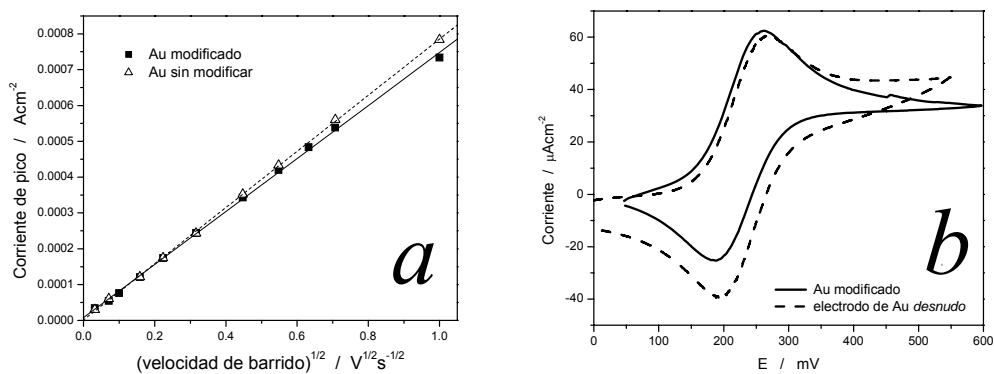 0.0008
0.0007
0.0006
0.0005
0.0004
0.0003
0.0002
0.0001
0.0000
Corriente de pico / Acm⁻²
Au modificado
Au sin modificar
a
0.0 0.2 0.4 0.6 0.8 1.0
(velocidad de barrido)^1/2 / V^1/2 s^-1/2
60
40
20
0
-20
-40
Corriente / μAcm⁻²
b
Au modificado
electrodo de Au desnudo
0 100 200 300 400 500 600
E / mV